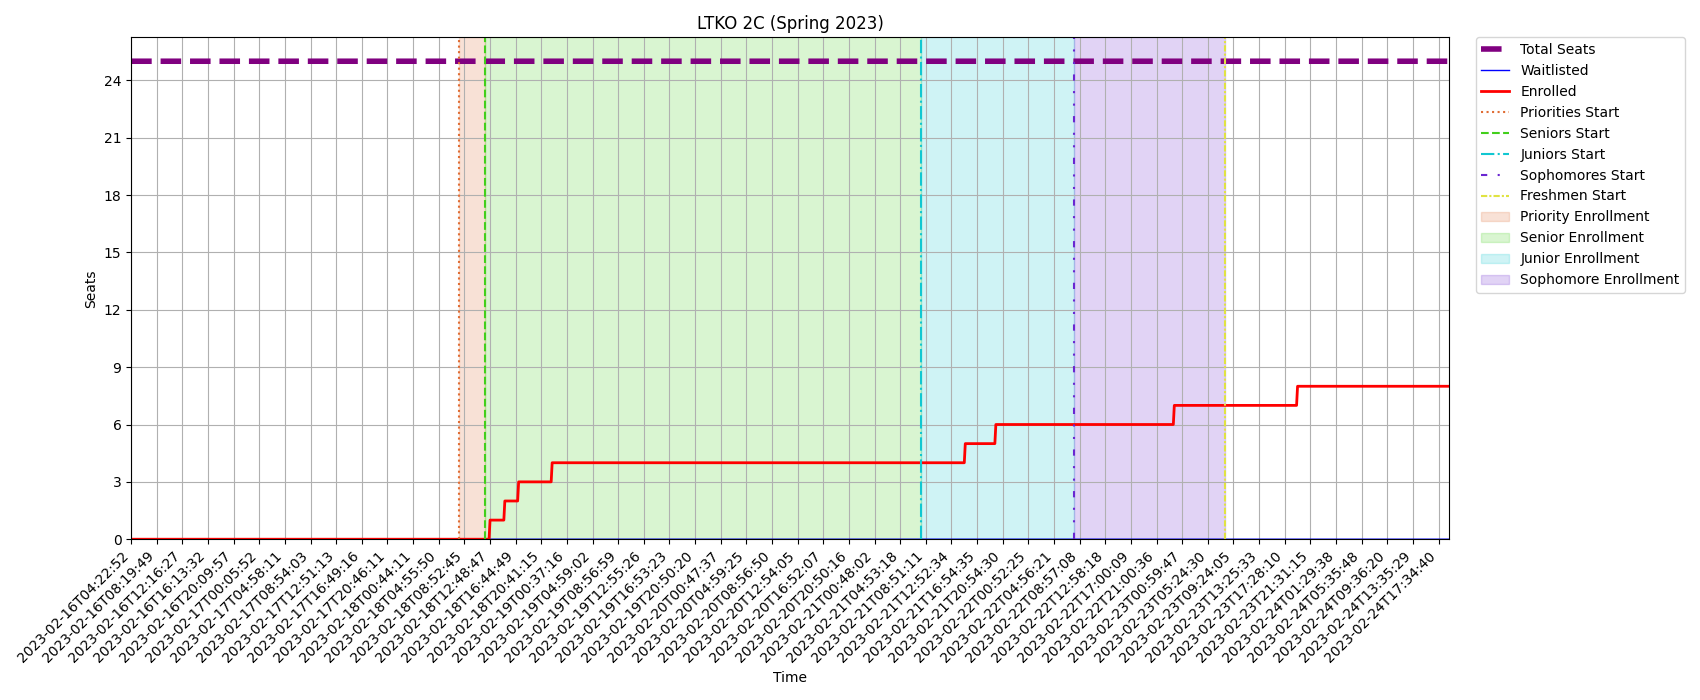 LTKO 2C (Spring 2023)
Seats
24
21
18
15
12
9
6
3
0
2023-02-16T04:22:52
2023-02-16T08:19:49
2023-02-16T12:16:27
2023-02-16T16:13:32
2023-02-16T20:09:57
2023-02-17T00:05:52
2023-02-17T04:58:11
2023-02-17T08:54:03
2023-02-17T12:51:13
2023-02-17T16:49:16
2023-02-17T20:46:11
2023-02-18T00:44:11
2023-02-18T04:55:50
2023-02-18T08:52:45
2023-02-18T12:48:47
2023-02-18T16:44:49
2023-02-18T20:41:15
2023-02-19T00:37:16
2023-02-19T04:59:02
2023-02-19T08:56:59
2023-02-19T12:55:26
2023-02-19T16:53:23
2023-02-19T20:50:20
2023-02-20T00:47:37
2023-02-20T04:59:25
2023-02-20T08:56:50
2023-02-20T12:54:05
2023-02-20T16:52:07
2023-02-20T20:50:16
2023-02-21T00:48:02
2023-02-21T04:53:18
2023-02-21T08:51:11
2023-02-21T12:52:34
2023-02-21T16:54:35
2023-02-21T20:54:30
2023-02-22T00:52:25
2023-02-22T04:56:21
2023-02-22T08:57:08
2023-02-22T12:58:18
2023-02-22T17:00:09
2023-02-22T21:00:36
2023-02-23T00:59:47
2023-02-23T05:24:30
2023-02-23T09:24:05
2023-02-23T13:25:33
2023-02-23T17:28:10
2023-02-23T21:31:15
2023-02-24T01:29:38
2023-02-24T05:35:48
2023-02-24T09:36:20
2023-02-24T13:35:29
2023-02-24T17:34:40
Time
Total Seats
Waitlisted
Enrolled
Priorities Start
Seniors Start
Juniors Start
Sophomores Start
Freshmen Start
Priority Enrollment
Senior Enrollment
Junior Enrollment
Sophomore Enrollment